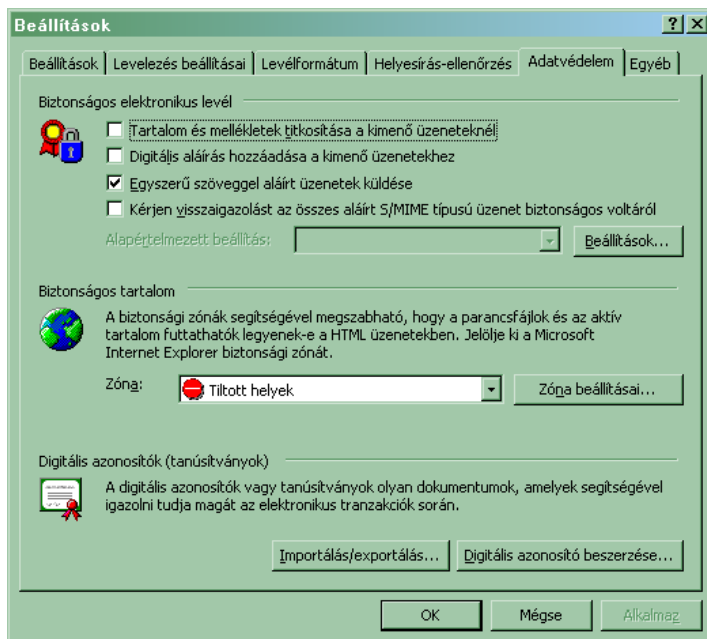 Beállítások
Beállítások
Levelezés beállításai
Levélformátum
Helyesírás-ellenőrzés
Adatvédelem
Egyéb
Biztonságos elektronikus levél
Tartalom és mellékletek titkosítása a kimenő üzeneteknél
Digitális aláírás hozzáadása a kimenő üzenetekhez
Egyszerű szöveggel aláírt üzenetek küldése
Kérjen visszaigazolást az összes aláírt S/MIME típusú üzenet biztonságos voltáról
Alapértelmezett beállítás:
Beállítások...
Biztonságos tartalom
A biztonsági zónák segítségével megszabható, hogy a parancsfájlok és az aktív
tartalom futtathatók legyenek-e a HTML üzenetekben. Jelölje ki a Microsoft
Internet Explorer biztonsági zónát.
Zóna:
Tiltott helyek
Zóna beállításai...
Digitális azonosítók (tanúsítványok)
A digitális azonosítók vagy tanúsítványok olyan dokumentumok, amelyek segítségével
igazolni tudja magát az elektronikus tranzakciók során.
Importálás/exportálás...
Digitális azonosító beszerzése...
OK
Mégse
Alkalmaz